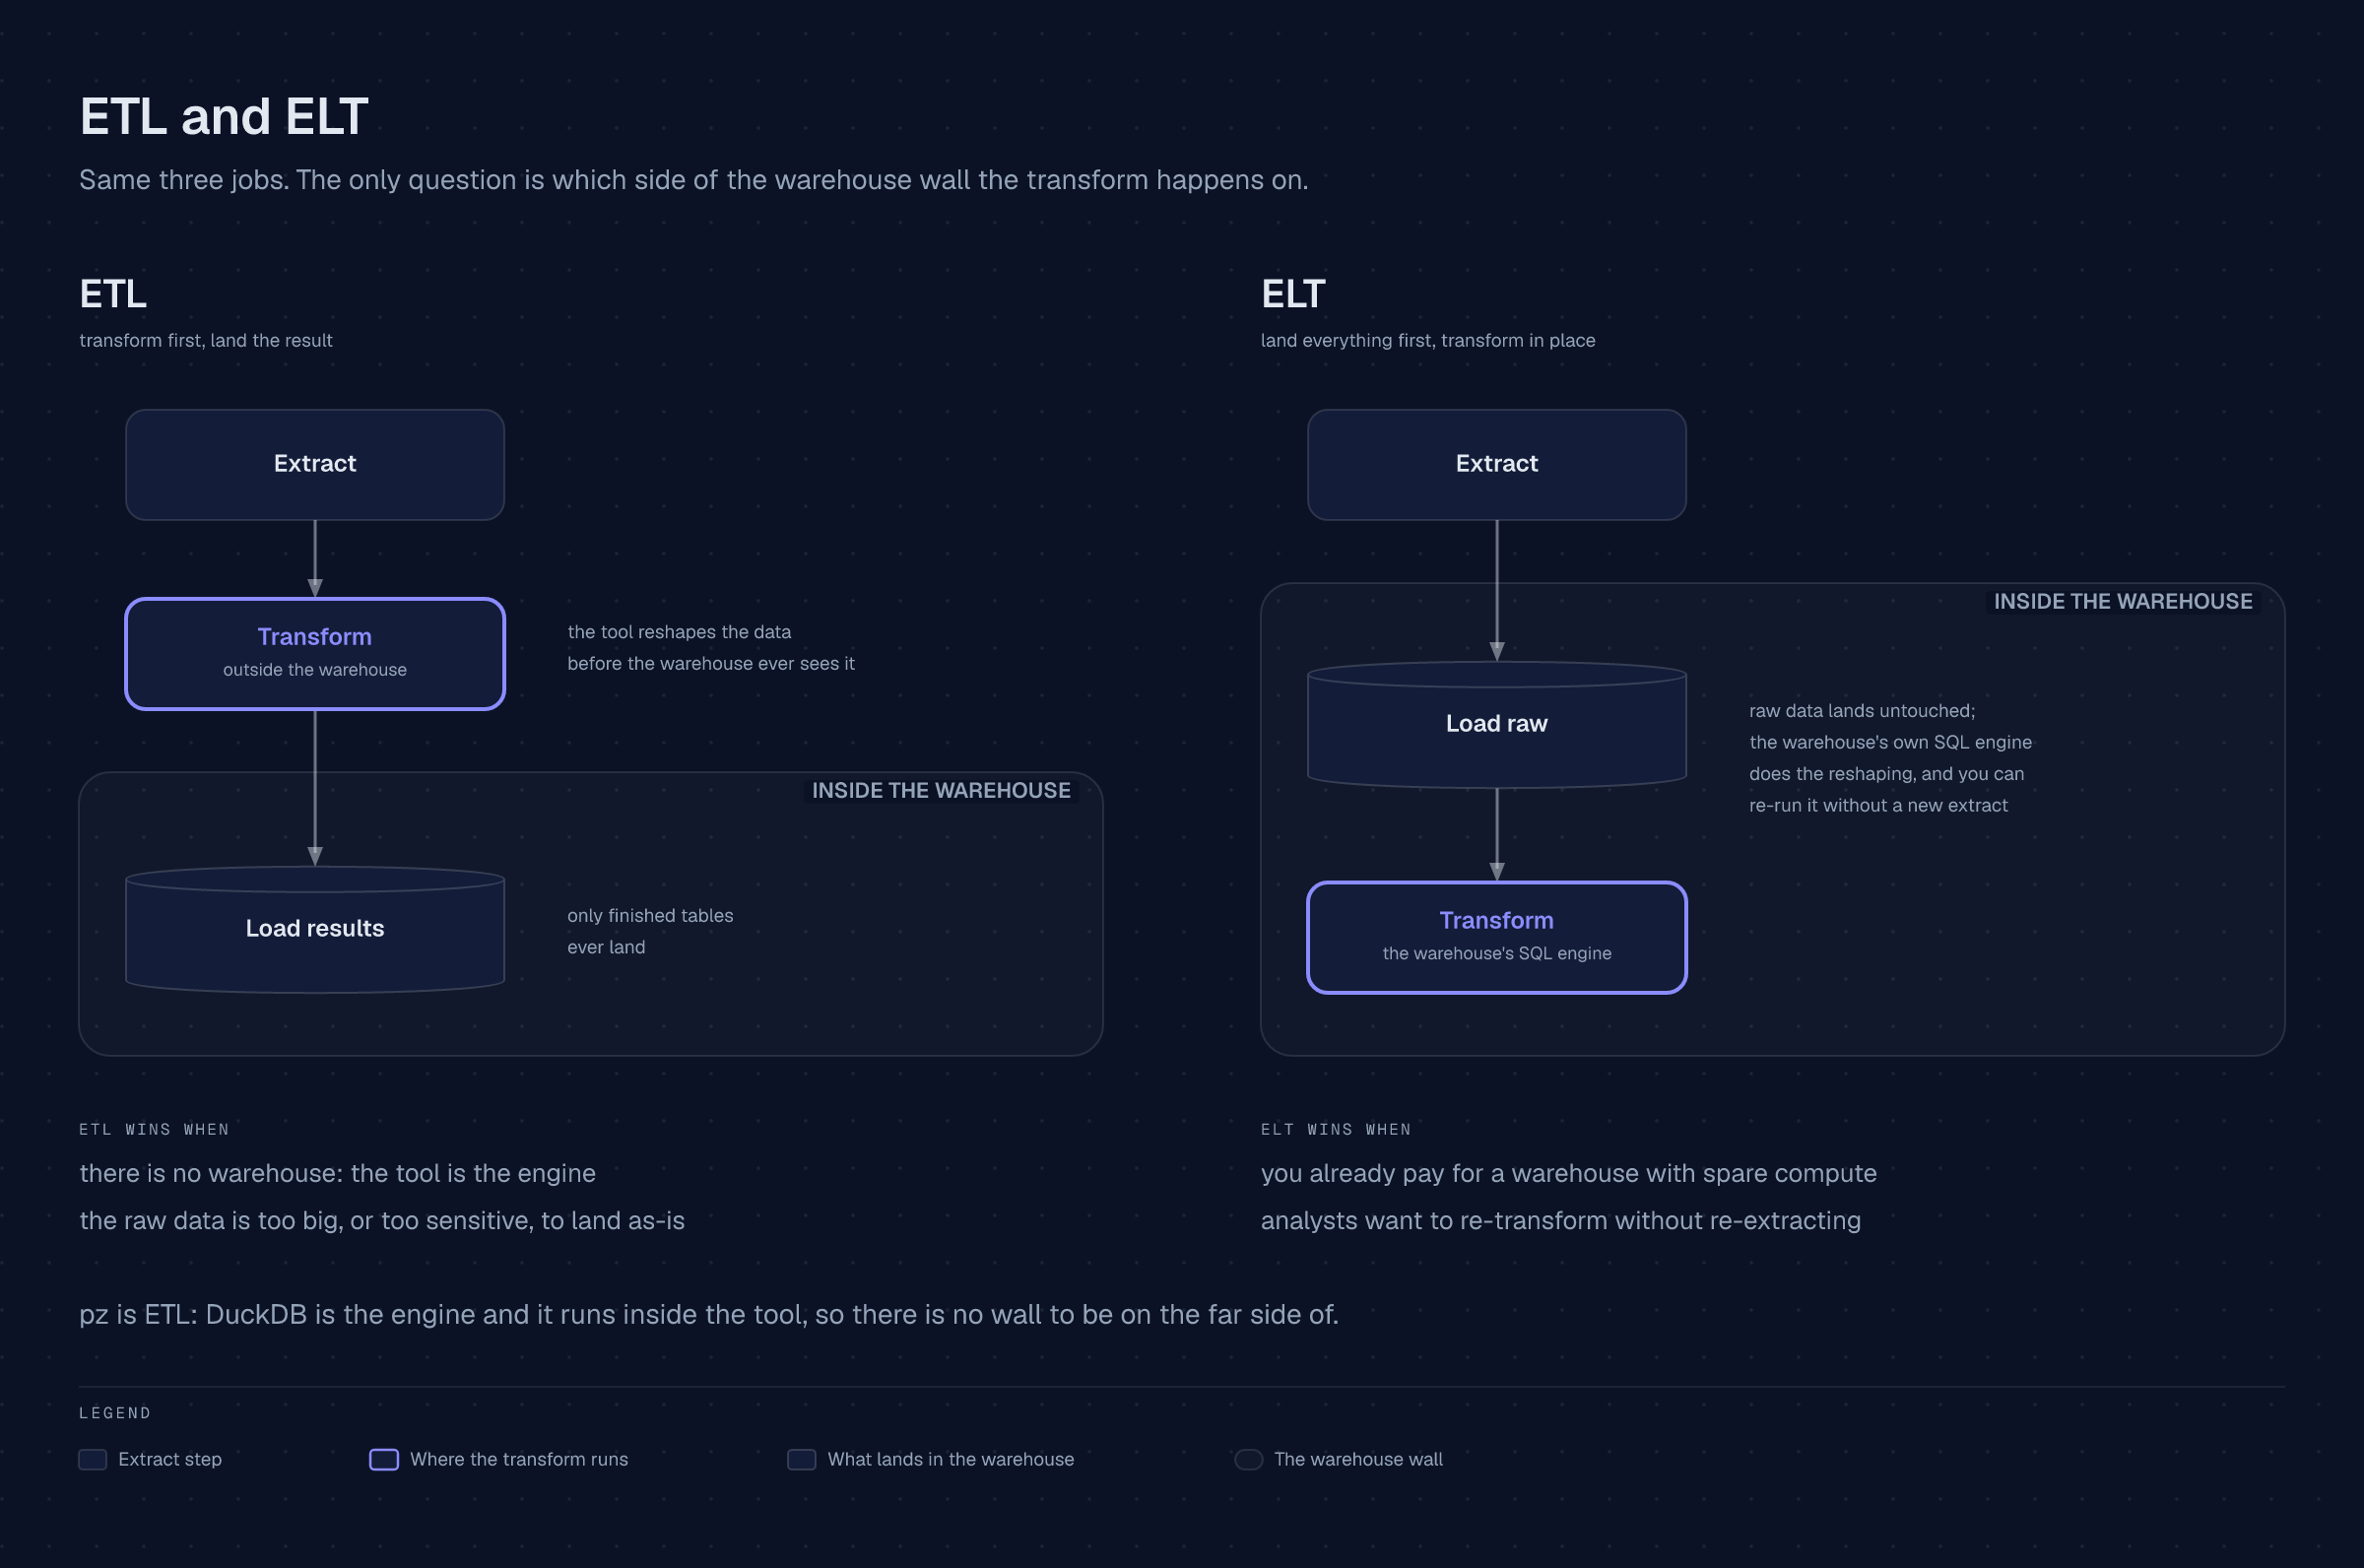 ETL and ELT
Same three jobs. The only question is which side of the warehouse wall the transform happens on.
ETL
transform first, land the result
Extract
Transform
outside the warehouse
the tool reshapes the data
before the warehouse ever sees it
INSIDE THE WAREHOUSE
Load results
only finished tables
ever land
ELT
land everything first, transform in place
Extract
INSIDE THE WAREHOUSE
Load raw
raw data lands untouched;
the warehouse's own SQL engine
does the reshaping, and you can
re-run it without a new extract
Transform
the warehouse's SQL engine
ETL WINS WHEN
there is no warehouse: the tool is the engine
the raw data is too big, or too sensitive, to land as-is
ELT WINS WHEN
you already pay for a warehouse with spare compute
analysts want to re-transform without re-extracting
pz is ETL: DuckDB is the engine and it runs inside the tool, so there is no wall to be on the far side of.
LEGEND
Extract step
Where the transform runs
What lands in the warehouse
The warehouse wall